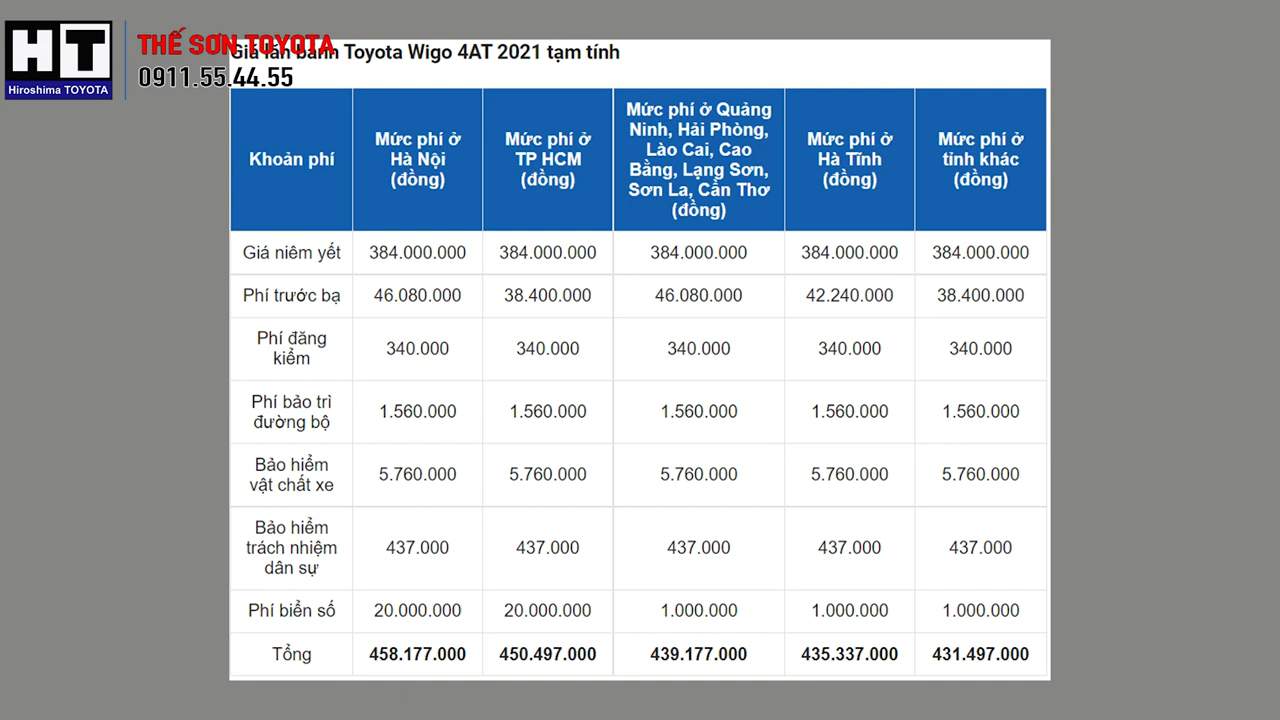 HT
Hiroshima TOYOTA
THẾ SƠN TOYOTA
0911.55.44.55
Giá lăn bánh Toyota Wigo 4AT 2021 tạm tính
Khoản phí
Mức phí ở
Hà Nội
(đồng)
Mức phí ở
TP HCM
(đồng)
Mức phí ở Quảng
Ninh, Hải Phòng,
Lào Cai, Cao
Bằng, Lạng Sơn,
Sơn La, Cần Thơ
(đồng)
Mức phí ở
Hà Tĩnh
(đồng)
Mức phí ở
tỉnh khác
(đồng)
Giá niêm yết 384.000.000 384.000.000 384.000.000 384.000.000 384.000.000
Phí trước bạ 46.080.000 38.400.000 46.080.000 42.240.000 38.400.000
Phí đăng
kiểm
340.000 340.000 340.000 340.000 340.000
Phí bảo trì
đường bộ
1.560.000 1.560.000 1.560.000 1.560.000 1.560.000
Bảo hiểm
vật chất xe
5.760.000 5.760.000 5.760.000 5.760.000 5.760.000
Bảo hiểm
trách nhiệm
dân sự
437.000 437.000 437.000 437.000 437.000
Phí biển số 20.000.000 20.000.000 1.000.000 1.000.000 1.000.000
Tổng 458.177.000 450.497.000 439.177.000 435.337.000 431.497.000